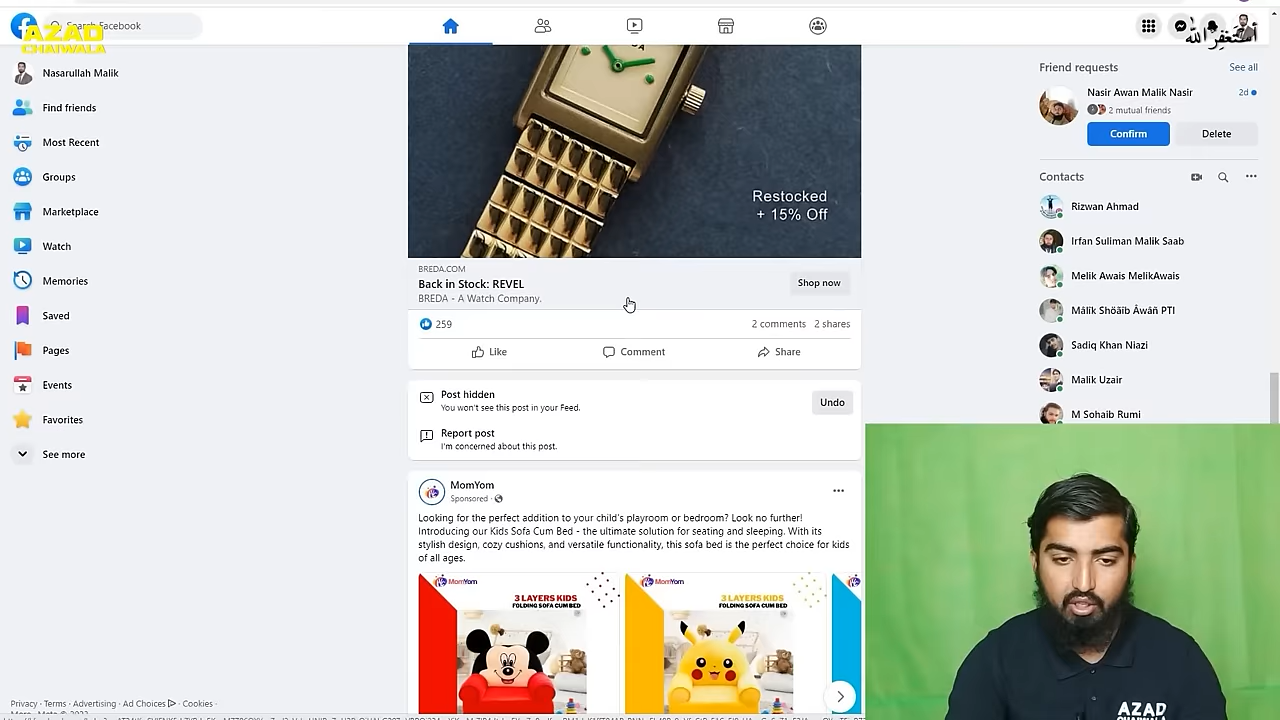 Search Facebook
AZAD
CHAIWALA
أستغفر الله
Nasarullah Malik
Find friends
Most Recent
Groups
Marketplace
Watch
Memories
Saved
Pages
Events
Favorites
See more
Privacy · Terms · Advertising · Ad Choices · Cookies ·
Restocked
+ 15% Off
BREDA.COM
Back in Stock: REVEL
BREDA - A Watch Company.
Shop now
259
2 comments 2 shares
Like
Comment
Share
Post hidden
You won't see this post in your Feed.
Undo
Report post
I'm concerned about this post.
MomYom
Sponsored ·
Looking for the perfect addition to your child's playroom or bedroom? Look no further!
Introducing our Kids Sofa Cum Bed - the ultimate solution for seating and sleeping. With its
stylish design, cozy cushions, and versatile functionality, this sofa bed is the perfect choice for kids
of all ages.
MomYom
3 LAYERS KIDS
FOLDING SOFA CUM BED
MomYom
3 LAYERS KIDS
FOLDING SOFA CUM BED
Friend requests
See all
Nasir Awan Malik Nasir
2d
2 mutual friends
Confirm
Delete
Contacts
Rizwan Ahmad
Irfan Suliman Malik Saab
Melik Awais MelikAwais
Mâlîk Shöäîb Âwâñ PTI
Sadiq Khan Niazi
Malik Uzair
M Sohaib Rumi
AZAD
CHAIWALA